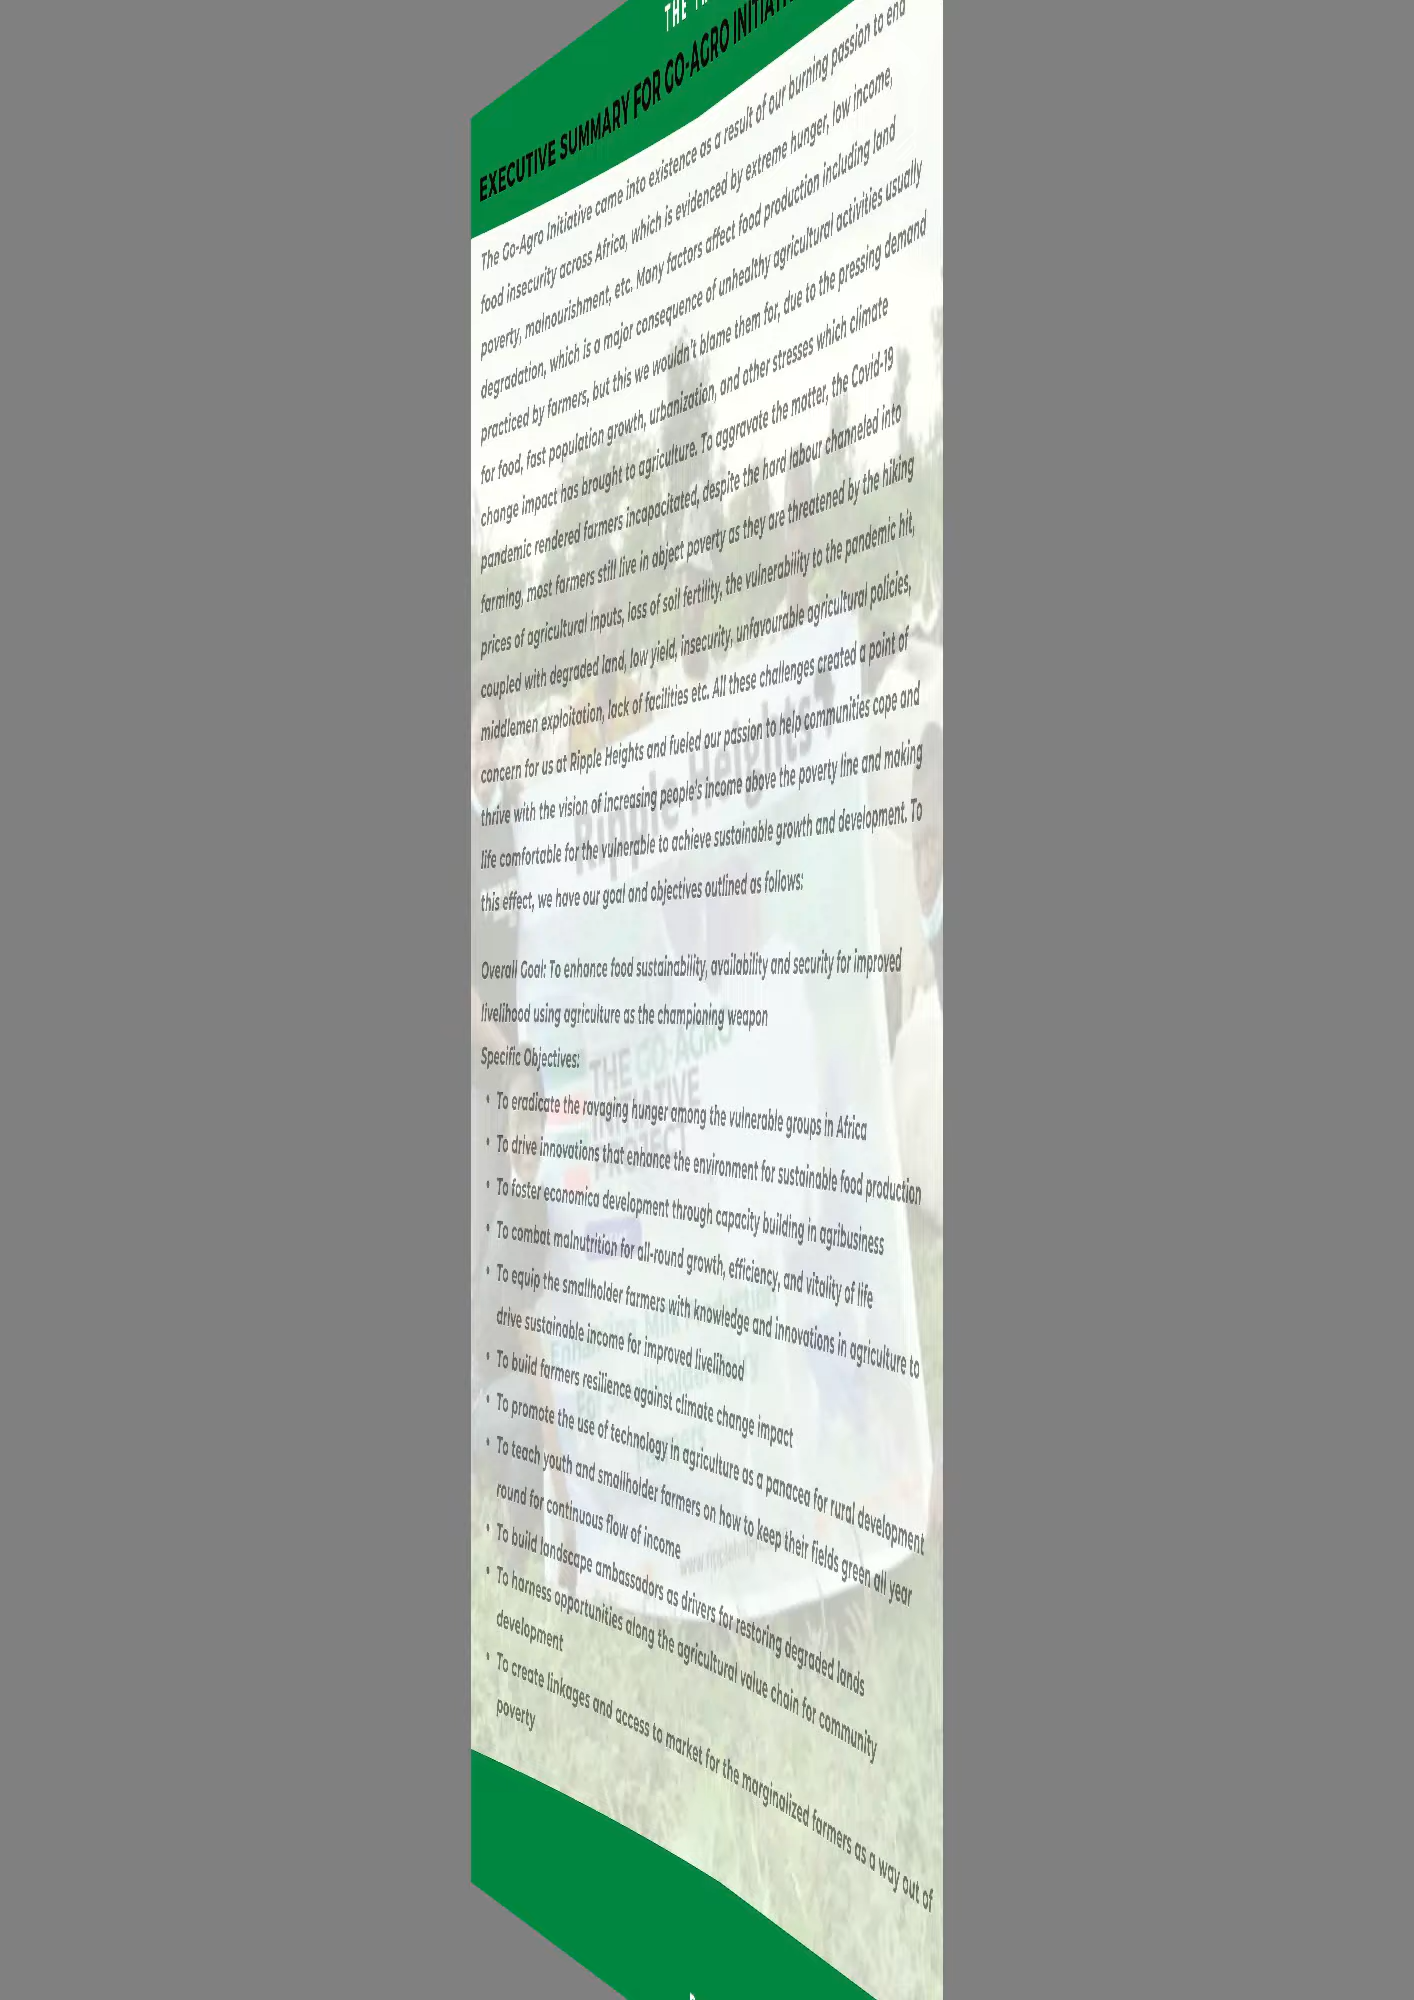 THE
EXECUTIVE SUMMARY FOR GO-AGRO
The Go-Agro Initiative came into existence as a result of our burning passion to end
food insecurity across Africa, which is evidenced by extreme hunger, low income,
poverty, malnourishment, etc. Many factors affect food production including land
degradation, which is a major consequence of unhealthy agricultural activities usually
practiced by farmers, but this we wouldn't blame them for, due to the pressing demand
for food, fast population growth, urbanization, and other stresses which climate
change impact has brought to agriculture. To aggravate the matter, the Covid-19
pandemic rendered farmers incapacitated, despite the hard labour channeled into
farming, most farmers still live in abject poverty as they are threatened by the hiking
prices of agricultural inputs, loss of soil fertility, the vulnerability to the pandemic hit,
coupled with degraded land, low yield, insecurity, unfavourable agricultural policies,
middlemen exploitation, lack of facilities etc. All these challenges created a point of
concern for us at Ripple Heights and fueled our passion to help communities cope and
thrive with the vision of increasing people's income above the poverty line and making
life comfortable for the vulnerable to achieve sustainable growth and development. To
this effect, we have our goal and objectives outlined as follows:
Overall Goal: To enhance food sustainability, availability and security for improved
livelihood using agriculture as the championing weapon
Specific Objectives:
• To eradicate the ravaging hunger among the vulnerable groups in Africa
• To drive innovations that enhance the environment for sustainable food production
• To foster economica development through capacity building in agribusiness
• To combat malnutrition for all-round growth, efficiency, and vitality of life
• To equip the smallholder farmers with knowledge and innovations in agriculture to
drive sustainable income for improved livelihood
• To build farmers resilience against climate change impact
• To promote the use of technology in agriculture as a panacea for rural development
• To teach youth and smallholder farmers on how to keep their fields green all year
round for continuous flow of income
• To build landscape ambassadors as drivers for restoring degraded lands
• To harness opportunities along the agricultural value chain for community
development
• To create linkages and access to market for the marginalized farmers as a way out of
poverty
Ripple Heights
THE GO-AGRO
INITIATIVE
PROJECT